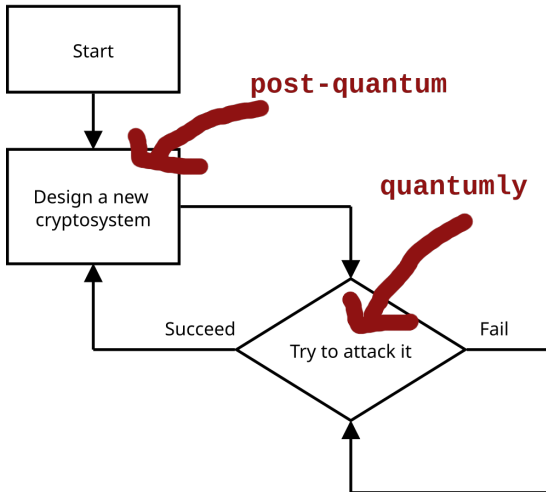 Start
post-quantum
Design a new
cryptosystem
quantumly
Succeed
Fail
Try to attack it